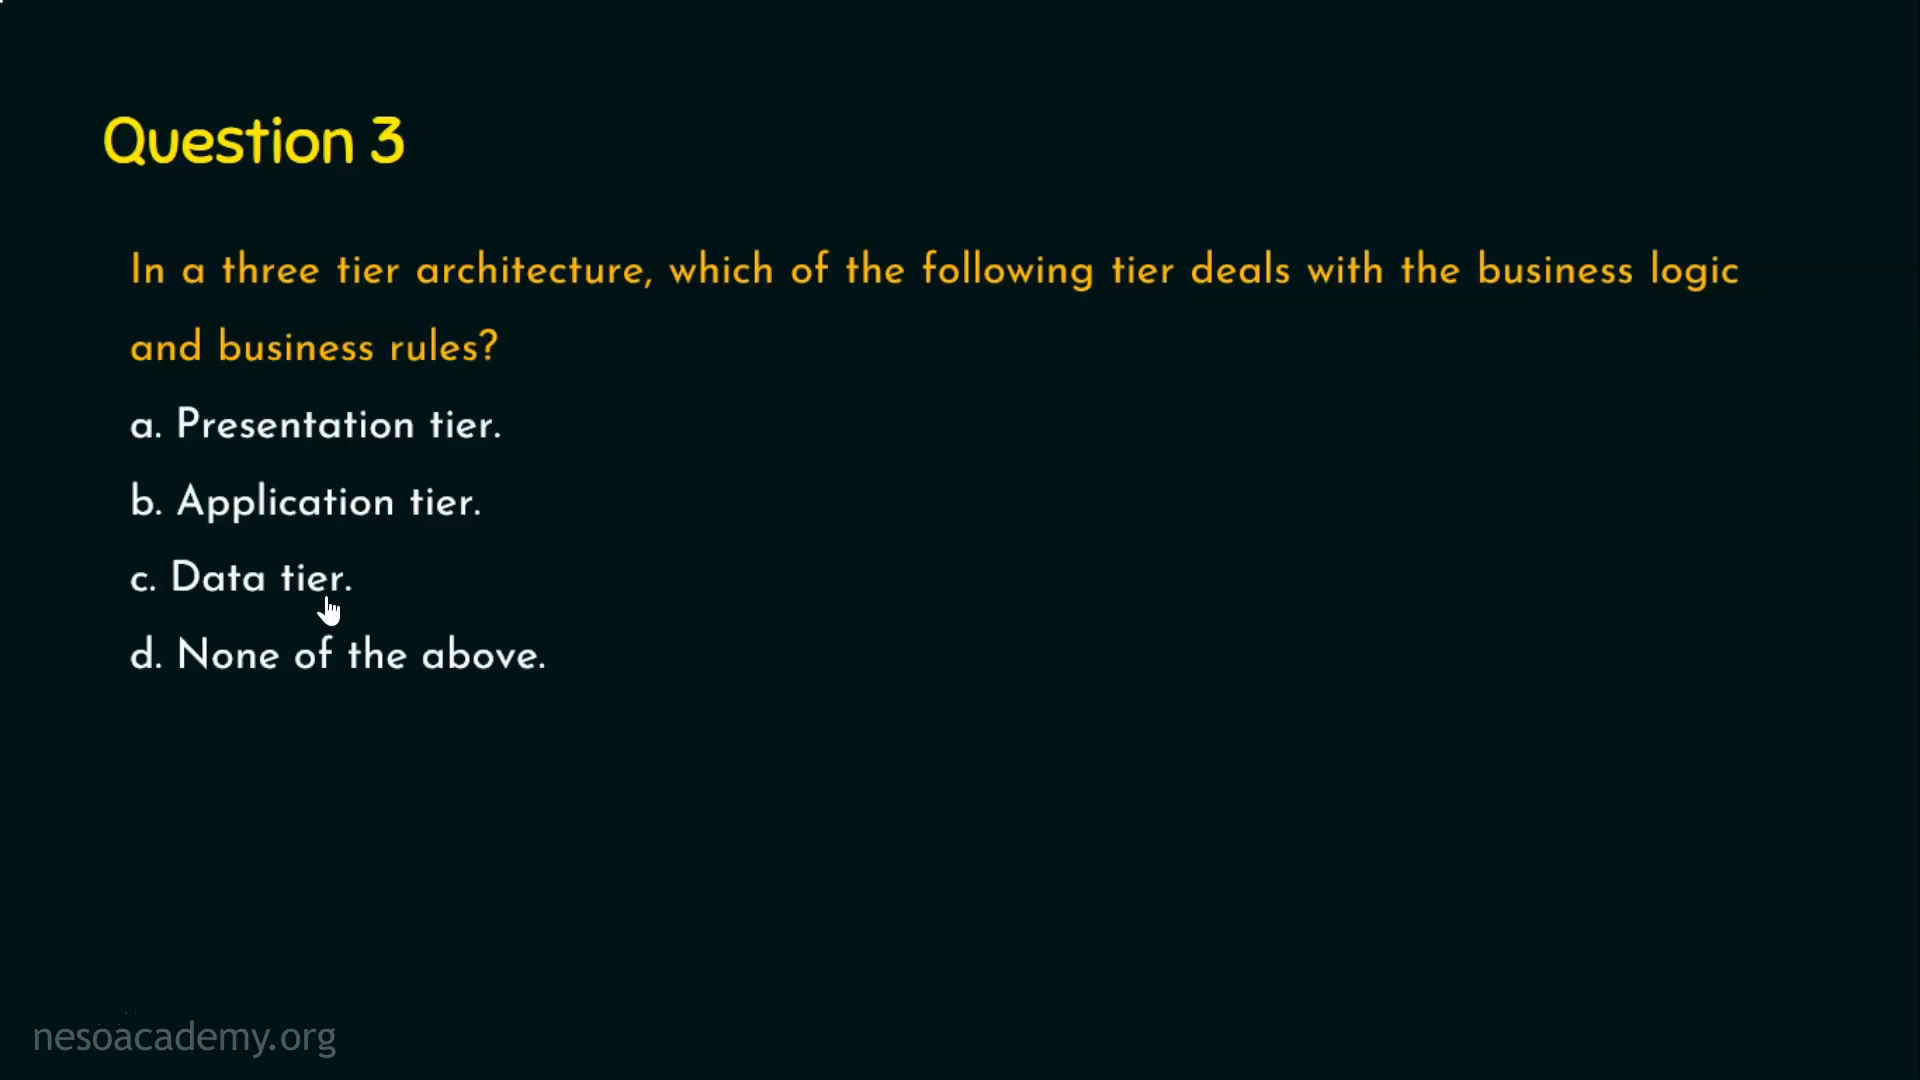 Question 3
In a three tier architecture, which of the following tier deals with the business logic
and business rules?
a. Presentation tier.
b. Application tier.
c. Data tier.
d. None of the above.
nesoacademy.org